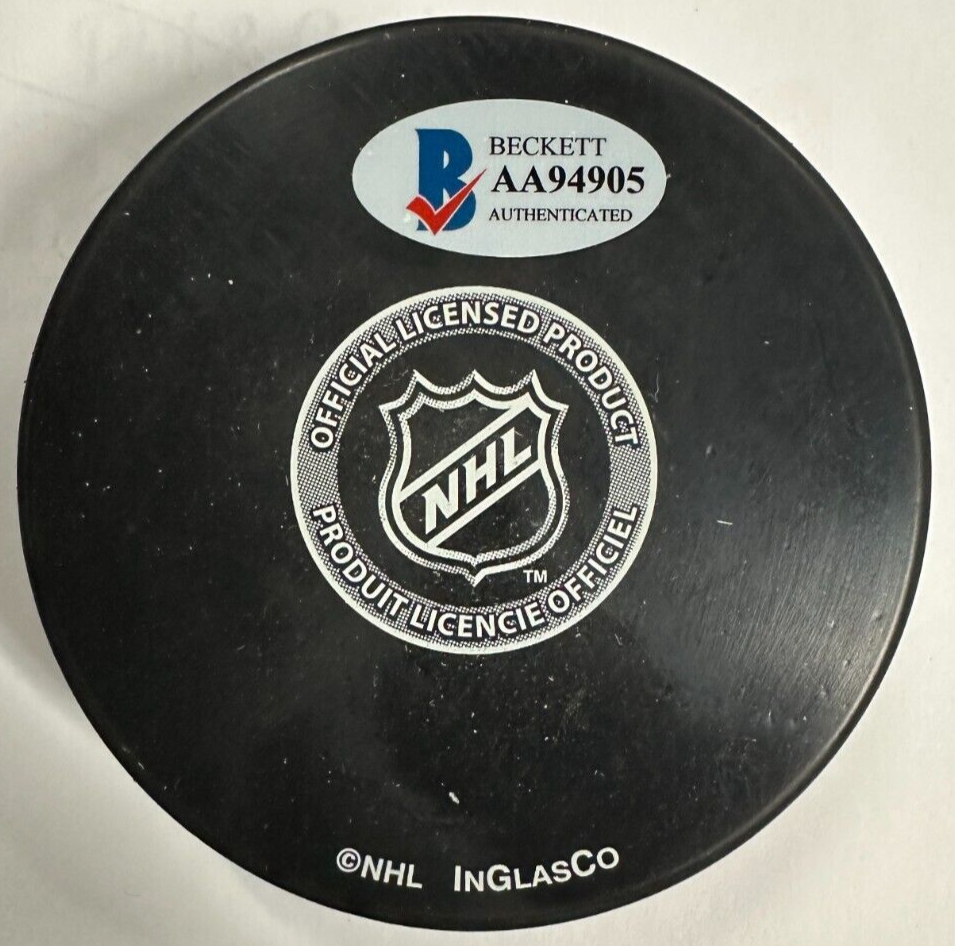 BECKETT
AA94905
AUTHENTICATED
OFFICIAL LICENSED PRODUCT
NHL
TM
PRODUIT LICENCIE OFFICIEL
©NHL INGLASCO